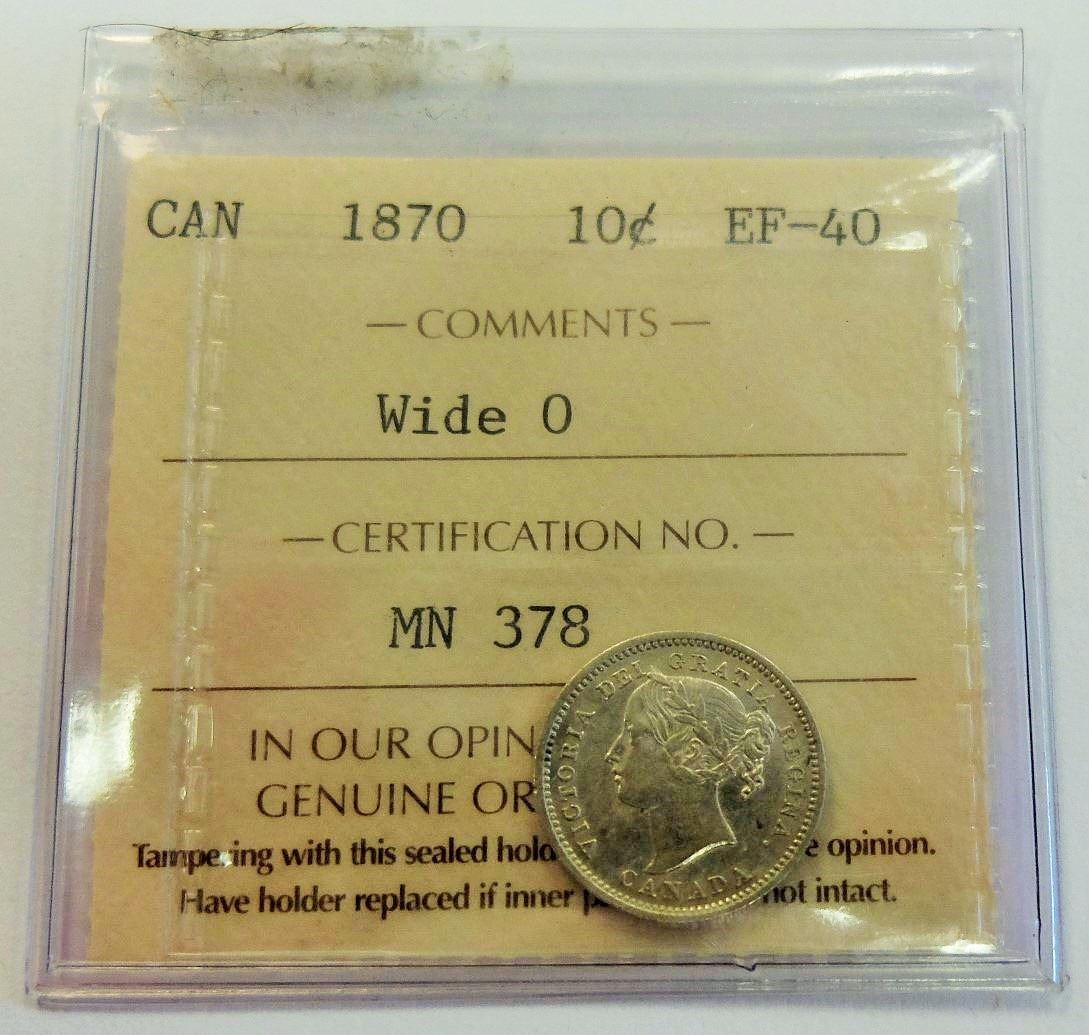 CAN 1870 10¢ EF-40
— COMMENTS —
Wide 0
— CERTIFICATION NO. —
MN 378
IN OUR OPIN
GENUINE OR
Tampering with this sealed hold e opinion.
Have holder replaced if inner p not intact.
VICTORIA DEI GRATIA REGINA.
CANADA